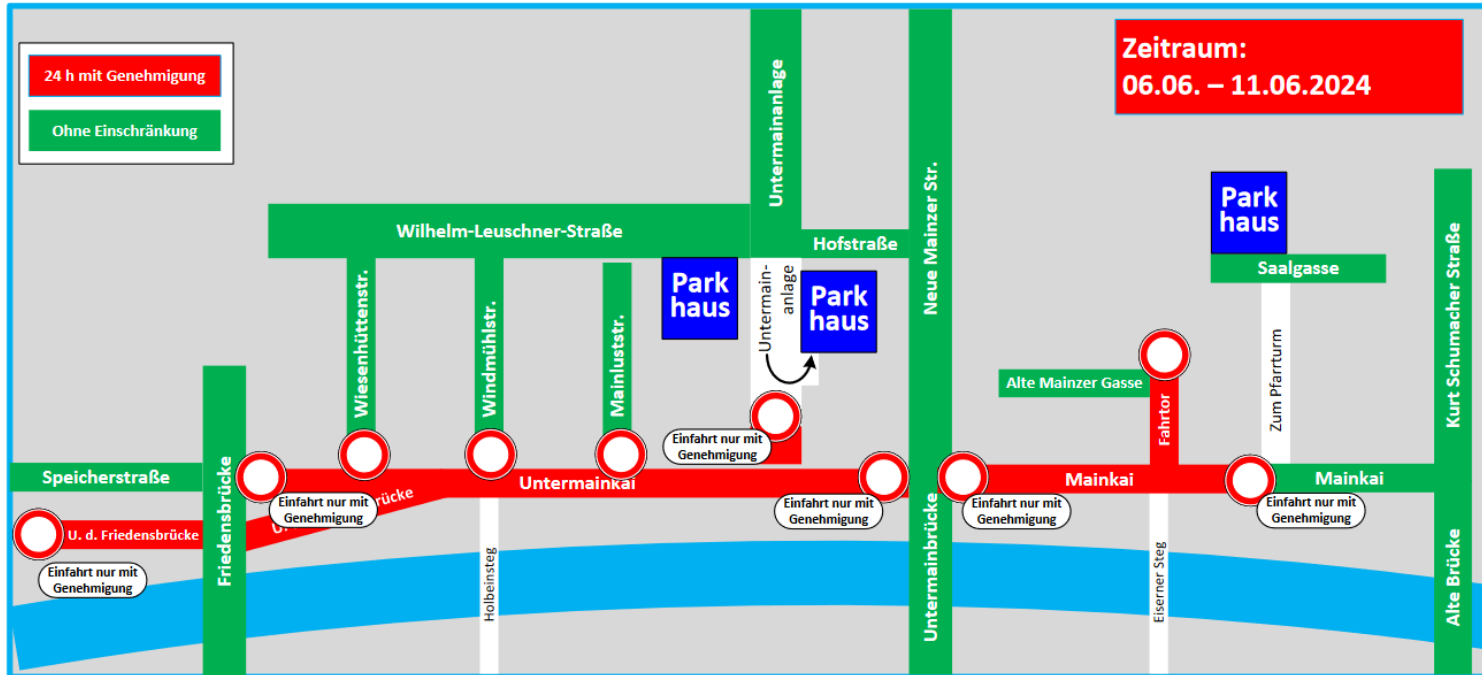 24 h mit Genehmigung
Ohne Einschränkung
Zeitraum:
06.06. – 11.06.2024
Untermainanlage
Neue Mainzer Str.
Wilhelm-Leuschner-Straße
Hofstraße
Park
haus
Saalgasse
Kurt Schumacher Straße
Wiesenhüttenstr.
Windmühlstr.
Mainluststr.
Park
haus
Untermain-
anlage
Park
haus
Zum Pfarrturm
Alte Mainzer Gasse
Fahrtor
Einfahrt nur mit
Genehmigung
Speicherstraße
Friedensbrücke
Untermainkai
Mainkai
Mainkai
Einfahrt nur mit
Genehmigung
rücke
Einfahrt nur mit
Genehmigung
Einfahrt nur mit
Genehmigung
Einfahrt nur mit
Genehmigung
U. d. Friedensbrücke
Einfahrt nur mit
Genehmigung
Holbeinsteg
Untermainbrücke
Eiserner Steg
Alte Brücke